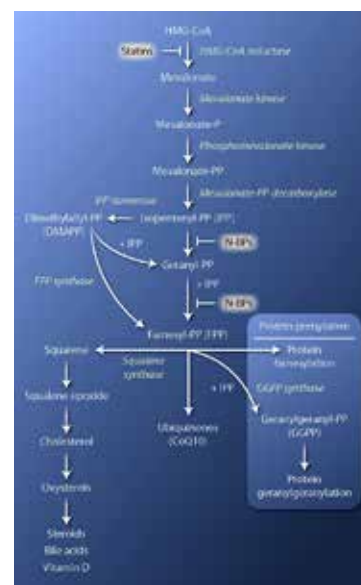 HMG-CoA
Statins
HMG-CoA reductase
Mevalonate
Mevalonate kinase
Mevalonate-P
Phosphomevalonate kinase
Mevalonate-PP
Mevalonate-PP decarboxylase
IPP isomerase
Dimethylallyl-PP
(DMAPP)
Isopentenyl-PP (IPP)
+ IPP
N-BPs
Geranyl-PP
FPP synthase
+ IPP
N-BPs
Farnesyl-PP (FPP)
Protein prenylation
Squalene
Squalene
synthase
Protein
farnesylation
+ IPP
GGPP synthase
Squalene epoxide
Ubiquinones
(CoQ10)
Geranylgeranyl-PP
(GGPP)
Cholesterol
Oxysterols
Protein
geranylgeranylation
Steroids
Bile acids
Vitamin D